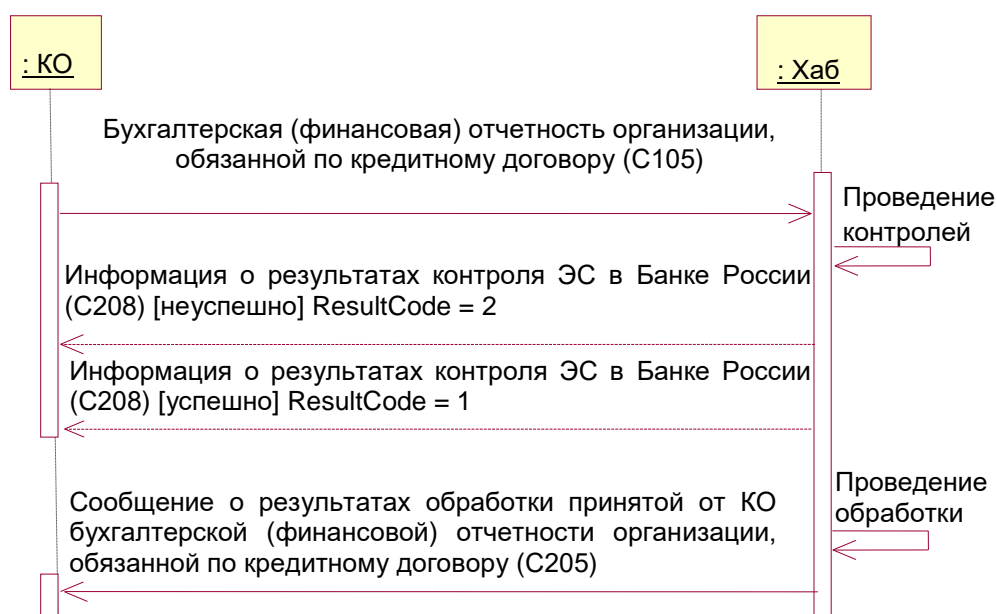 : КО
: Хаб
Бухгалтерская (финансовая) отчетность организации,
обязанной по кредитному договору (С105)
Проведение
контролей
Информация о результатах контроля ЭС в Банке России
(С208) [неуспешно] ResultCode = 2
Информация о результатах контроля ЭС в Банке России
(С208) [успешно] ResultCode = 1
Проведение
обработки
Сообщение о результатах обработки принятой от КО
бухгалтерской (финансовой) отчетности организации,
обязанной по кредитному договору (С205)